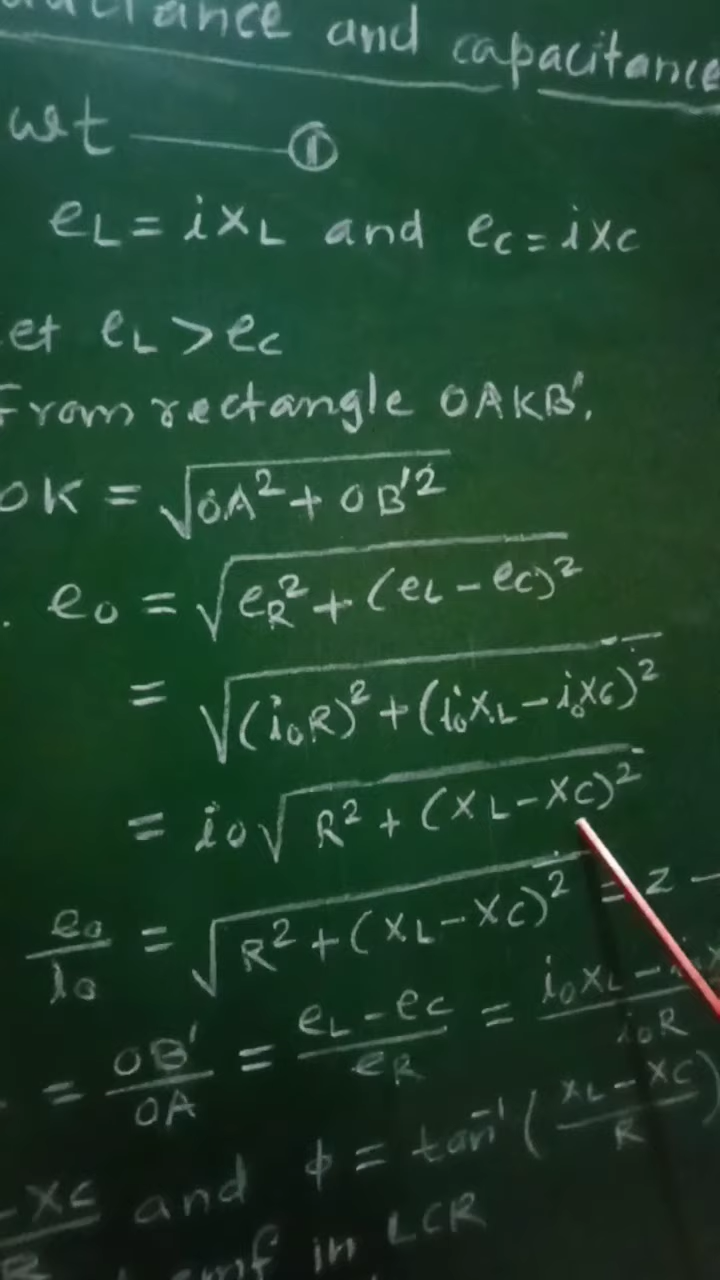 and capacitance
wt ——— ①
eL = iXL and eC = iXC
et eL > eC
From rectangle OAKB'.
OK = √(OA² + OB'²)
. e₀ = √(eR² + (eL - eC)²)
= √((i₀R)² + (i₀XL - i₀XC)²)
= i₀√(R² + (XL - XC)²)
e₀/i₀ = √(R² + (XL - XC)²) = Z -
= OB'/OA = (eL - eC)/eR = (i₀XL - i₀X)/(i₀R)
- XC/R and φ = tan⁻¹((XL - XC)/R)
emf in LCR